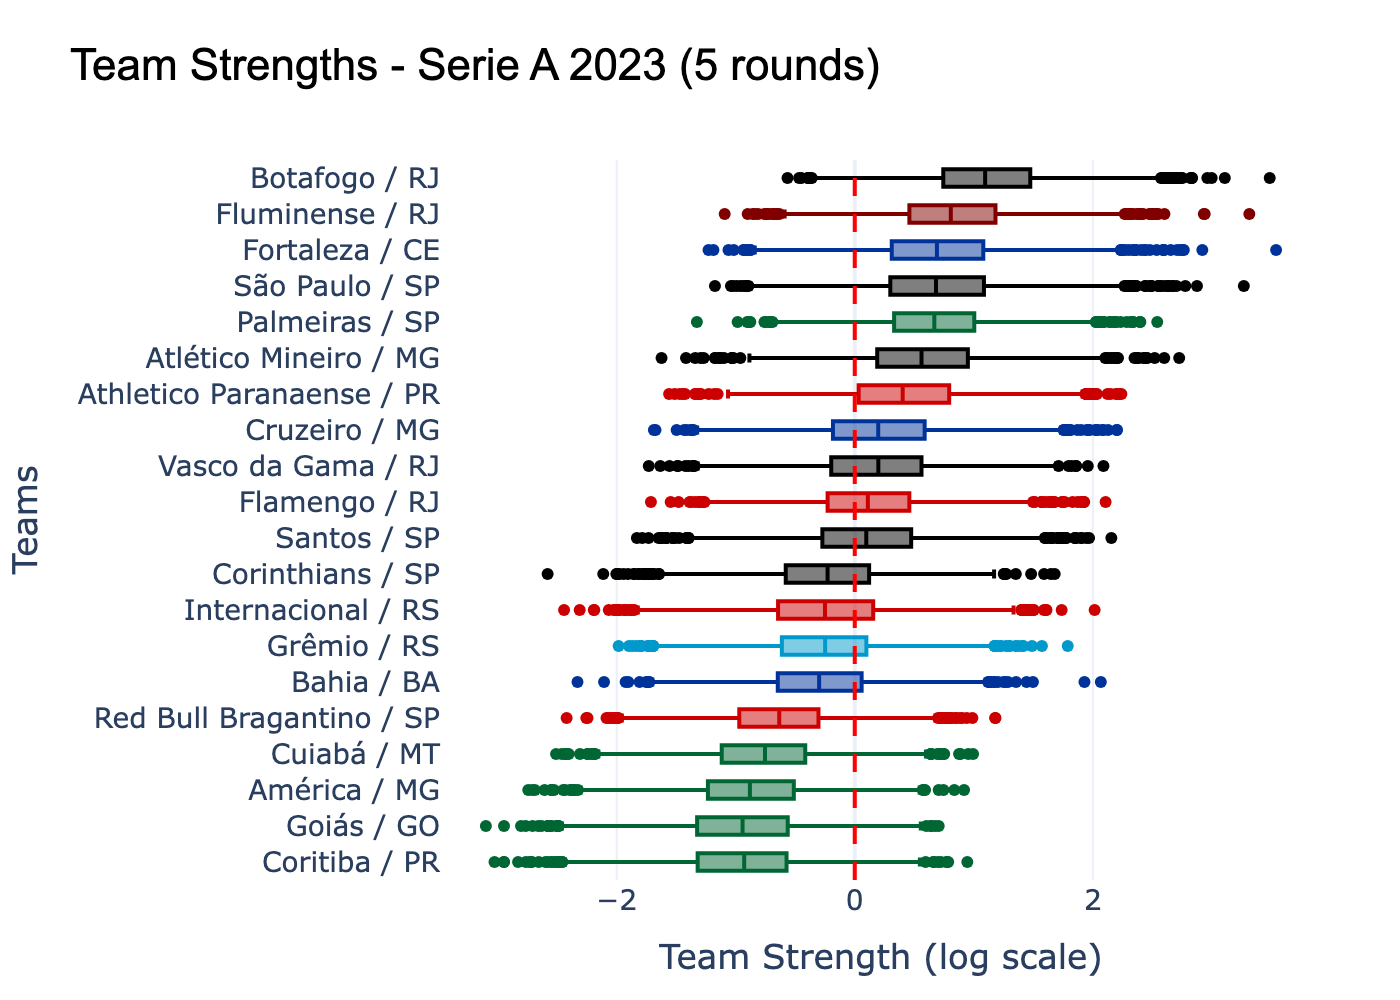 Team Strengths - Serie A 2023 (5 rounds)
Teams
Botafogo / RJ
Fluminense / RJ
Fortaleza / CE
São Paulo / SP
Palmeiras / SP
Atlético Mineiro / MG
Athletico Paranaense / PR
Cruzeiro / MG
Vasco da Gama / RJ
Flamengo / RJ
Santos / SP
Corinthians / SP
Internacional / RS
Grêmio / RS
Bahia / BA
Red Bull Bragantino / SP
Cuiabá / MT
América / MG
Goiás / GO
Coritiba / PR
−2 0 2
Team Strength (log scale)